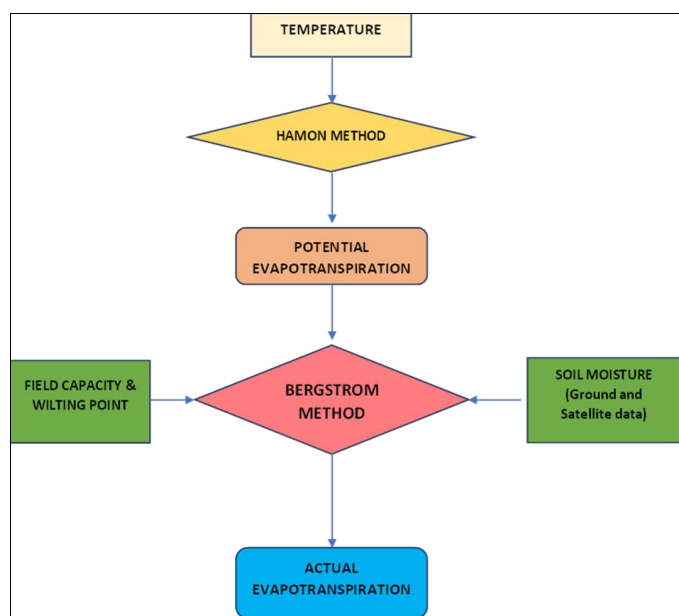 TEMPERATURE
HAMON METHOD
POTENTIAL
EVAPOTRANSPIRATION
FIELD CAPACITY &
WILTING POINT
BERGSTROM
METHOD
SOIL MOISTURE
(Ground and
Satellite data)
ACTUAL
EVAPOTRANSPIRATION